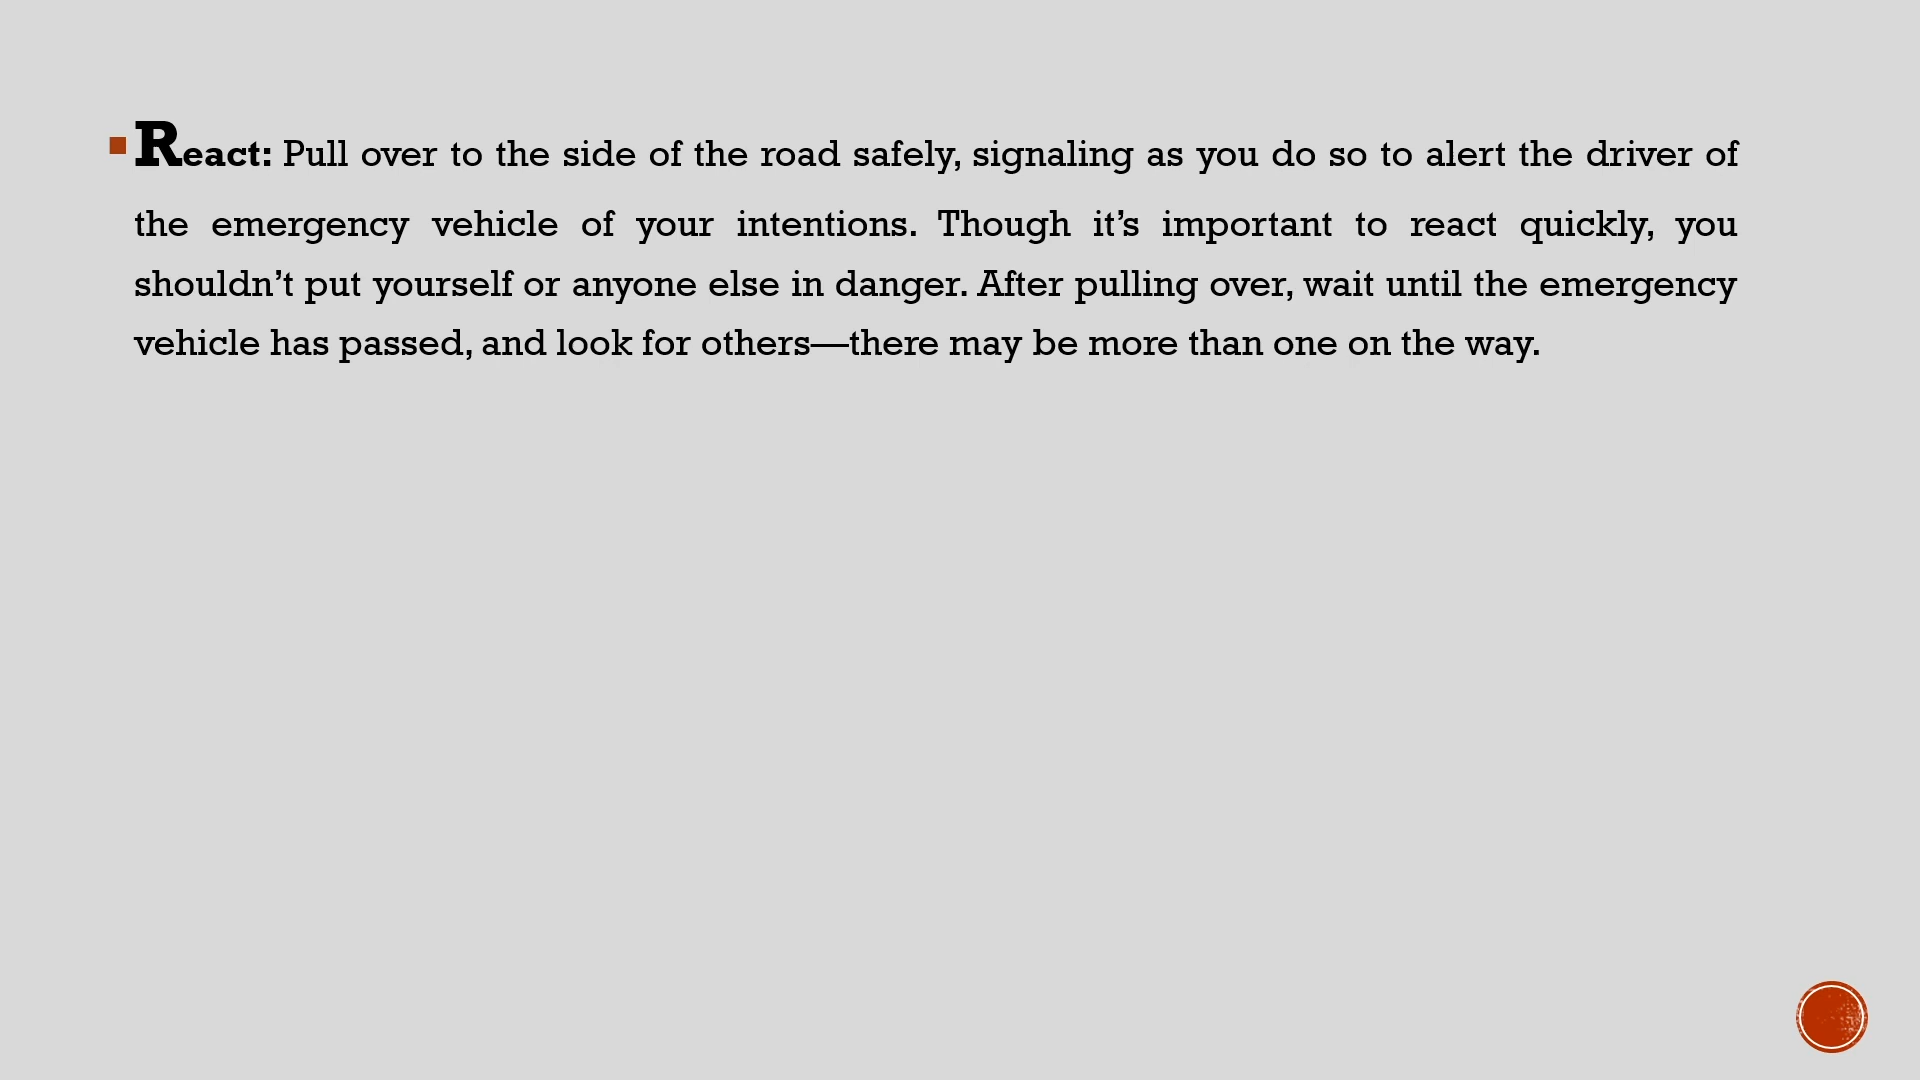 React: Pull over to the side of the road safely, signaling as you do so to alert the driver of
the emergency vehicle of your intentions. Though it’s important to react quickly, you
shouldn’t put yourself or anyone else in danger. After pulling over, wait until the emergency
vehicle has passed, and look for others—there may be more than one on the way.